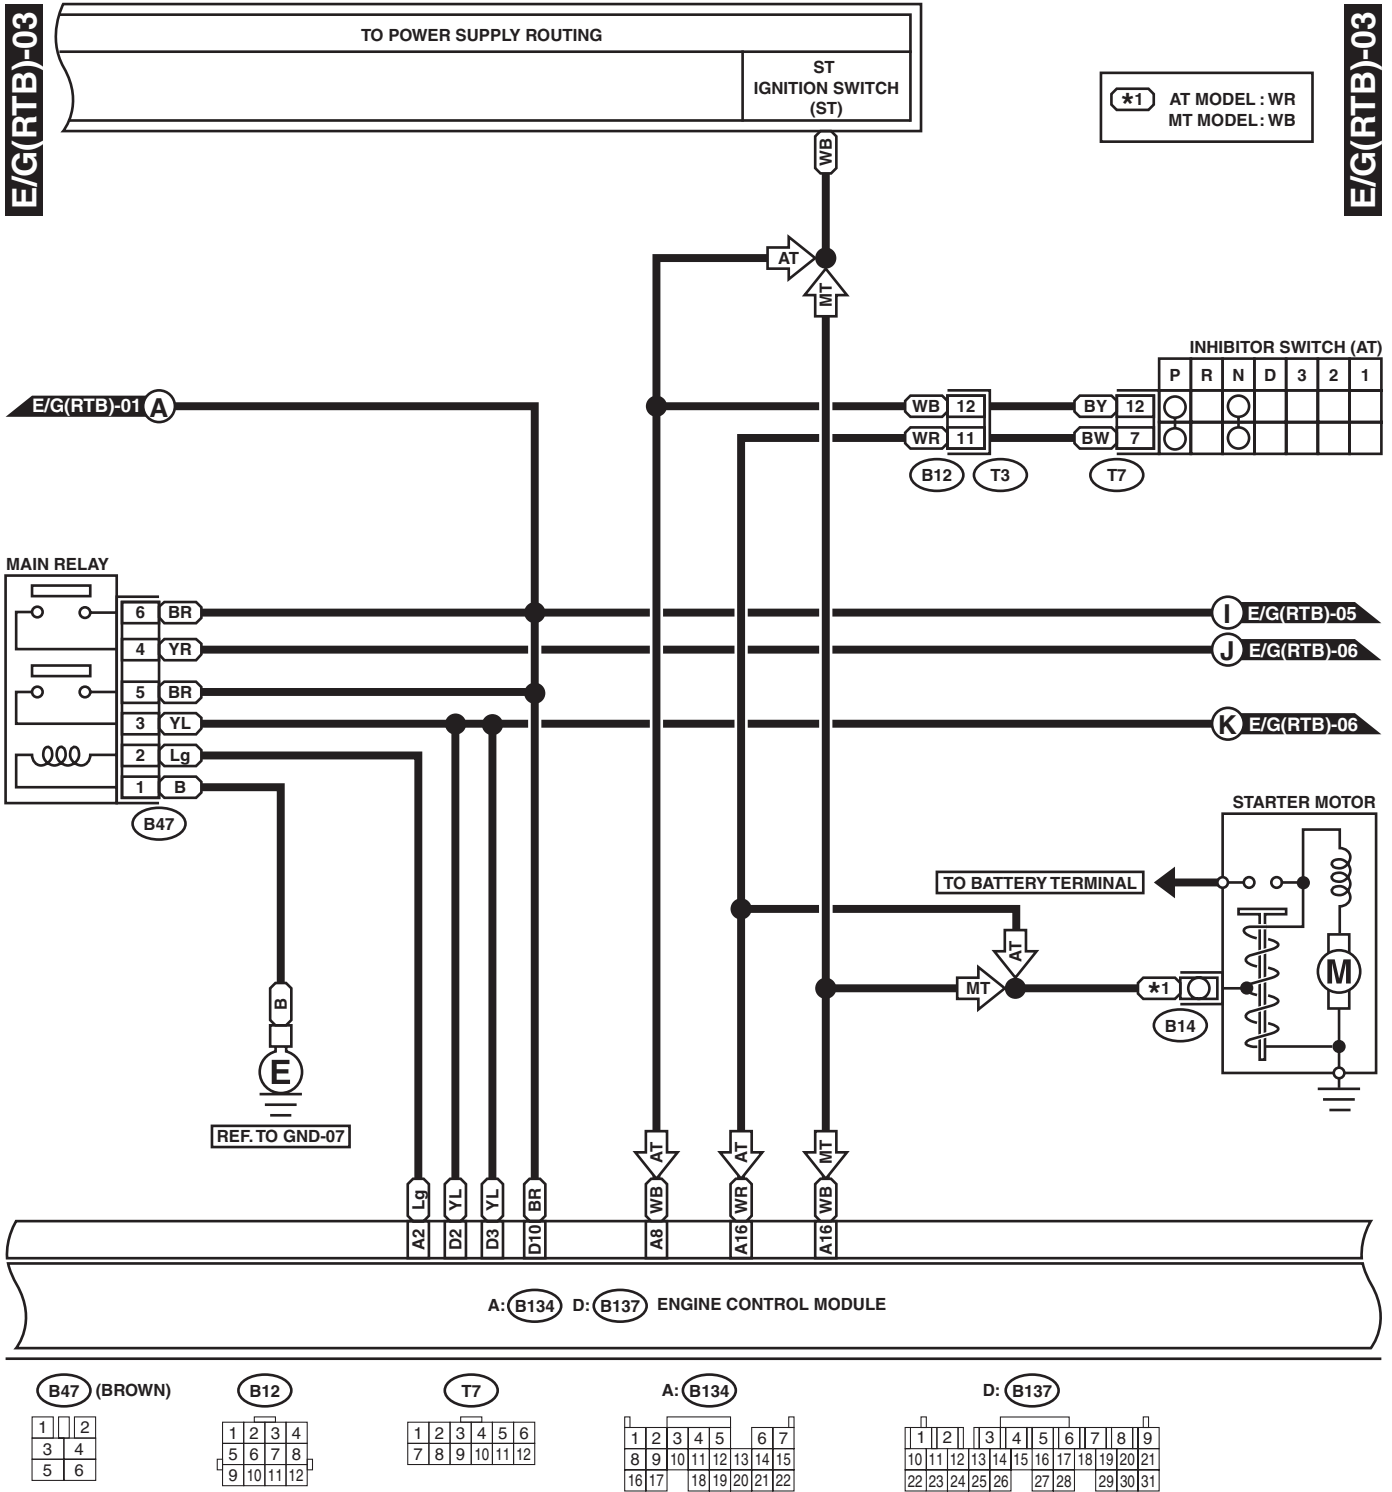 E/G(RTB)-03
E/G(RTB)-03
TO POWER SUPPLY ROUTING
ST
IGNITION SWITCH
(ST)
*1 AT MODEL : WR
MT MODEL : WB
WB
AT
MT
INHIBITOR SWITCH (AT)
P R N D 3 2 1
E/G(RTB)-01 A
WB 12 BY 12
WR 11 BW 7
B12 T3 T7
MAIN RELAY
6 BR
I E/G(RTB)-05
4 YR
J E/G(RTB)-06
5 BR
3 YL
K E/G(RTB)-06
2 Lg
1 B
B47
STARTER MOTOR
TO BATTERY TERMINAL
AT
M
MT
*1
B14
B
E
REF. TO GND-07
AT AT MT
Lg YL YL BR WB WR WB
A2 D2 D3 D10 A8 A16 A16
A: B134 D: B137 ENGINE CONTROL MODULE
B47 (BROWN)
1 2
3 4
5 6
B12
1 2 3 4
5 6 7 8
9 10 11 12
T7
1 2 3 4 5 6
7 8 9 10 11 12
A: B134
1 2 3 4 5 6 7
8 9 10 11 12 13 14 15
16 17 18 19 20 21 22
D: B137
1 2 3 4 5 6 7 8 9
10 11 12 13 14 15 16 17 18 19 20 21
22 23 24 25 26 27 28 29 30 31